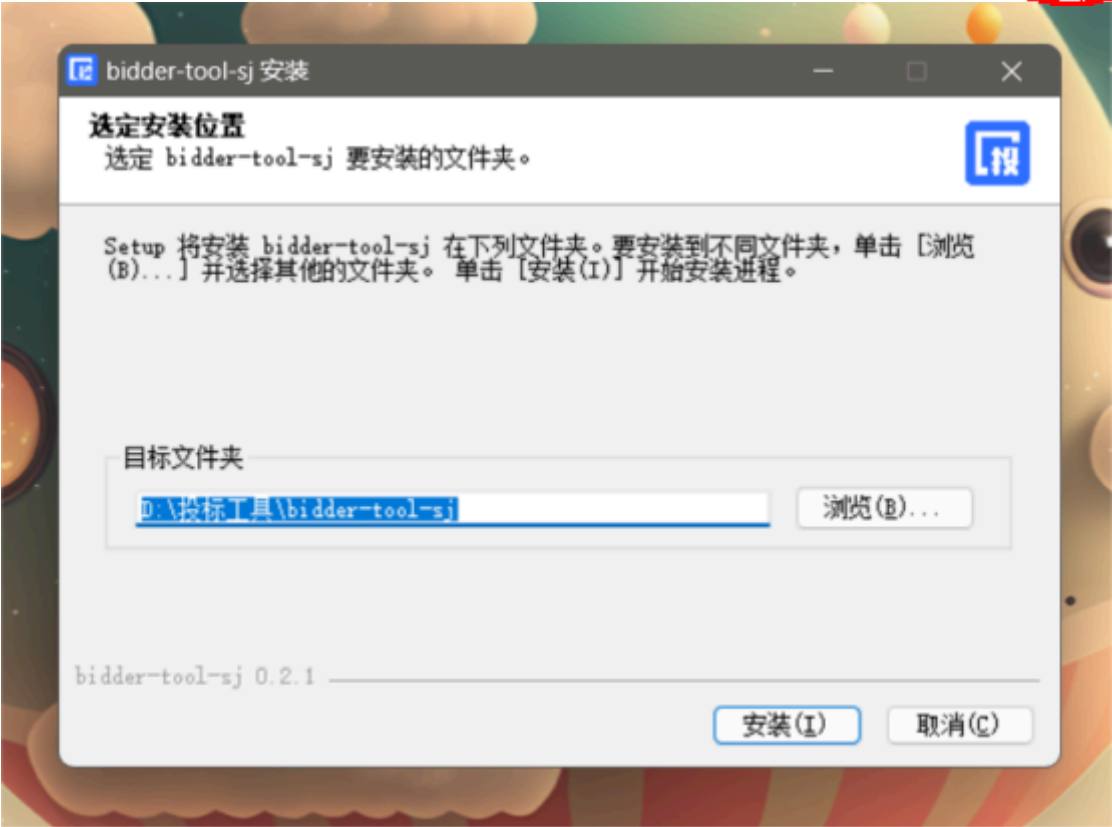 bidder-tool-sj 安装
选定安装位置
选定 bidder-tool-sj 要安装的文件夹。
投
Setup 将安装 bidder-tool-sj 在下列文件夹。要安装到不同文件夹，单击 [浏览
(B)...] 并选择其他的文件夹。 单击 [安装(I)] 开始安装进程。
目标文件夹
D:\投标工具\bidder-tool-sj
浏览(B)...
bidder-tool-sj 0.2.1
安装(I)
取消(C)